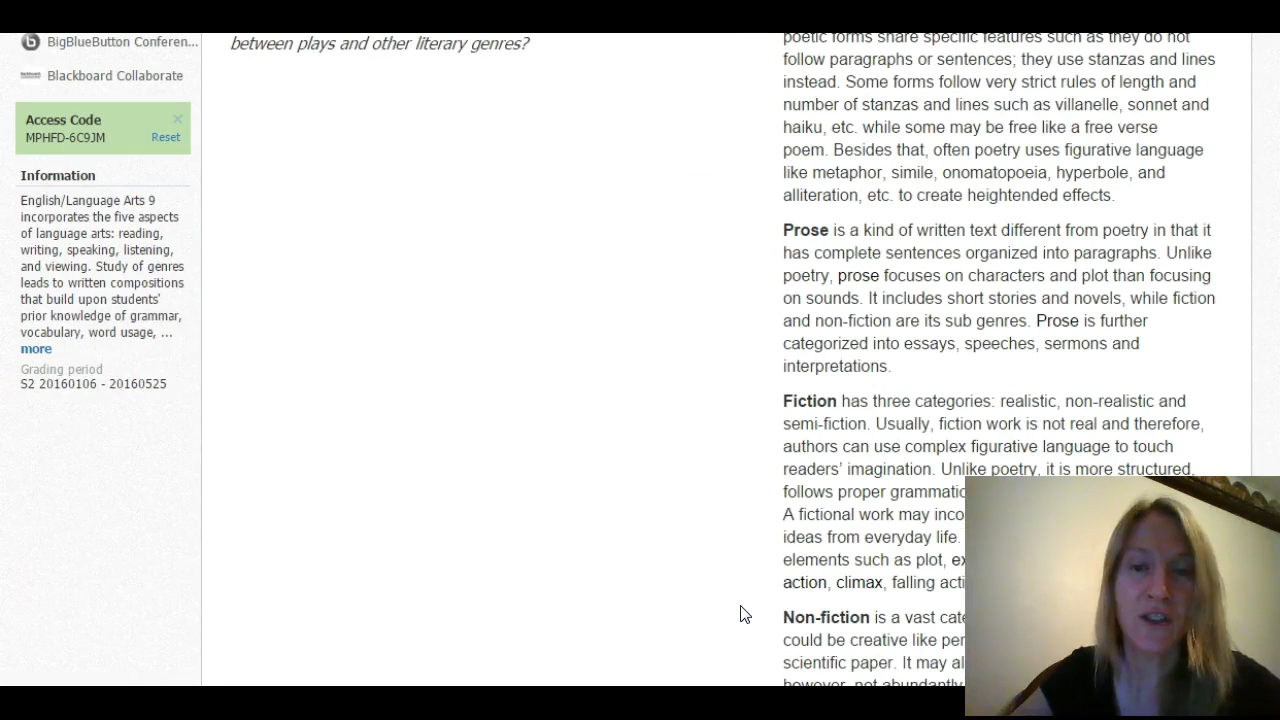 BigBlueButton Conferen...
Blackboard Collaborate
Access Code
MPHFD-6C9JM Reset
Information
English/Language Arts 9
incorporates the five aspects
of language arts: reading,
writing, speaking, listening,
and viewing. Study of genres
leads to written compositions
that build upon students'
prior knowledge of grammar,
vocabulary, word usage, ...
more
Grading period
S2 20160106 - 20160525
between plays and other literary genres?
poetic forms share specific features such as they do not
follow paragraphs or sentences; they use stanzas and lines
instead. Some forms follow very strict rules of length and
number of stanzas and lines such as villanelle, sonnet and
haiku, etc. while some may be free like a free verse
poem. Besides that, often poetry uses figurative language
like metaphor, simile, onomatopoeia, hyperbole, and
alliteration, etc. to create heightended effects.
Prose is a kind of written text different from poetry in that it
has complete sentences organized into paragraphs. Unlike
poetry, prose focuses on characters and plot than focusing
on sounds. It includes short stories and novels, while fiction
and non-fiction are its sub genres. Prose is further
categorized into essays, speeches, sermons and
interpretations.
Fiction has three categories: realistic, non-realistic and
semi-fiction. Usually, fiction work is not real and therefore,
authors can use complex figurative language to touch
readers' imagination. Unlike poetry, it is more structured,
follows proper grammatic
A fictional work may inco
ideas from everyday life.
elements such as plot, ex
action, climax, falling acti
Non-fiction is a vast cate
could be creative like per
scientific paper. It may al
however, not abundantly